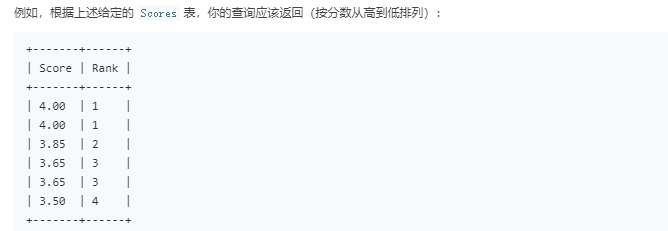 例如，根据上述给定的 Scores 表，你的查询应该返回（按分数从高到低排列）：
+-------+------+
| Score | Rank |
+-------+------+
| 4.00  | 1    |
| 4.00  | 1    |
| 3.85  | 2    |
| 3.65  | 3    |
| 3.65  | 3    |
| 3.50  | 4    |
+-------+------+